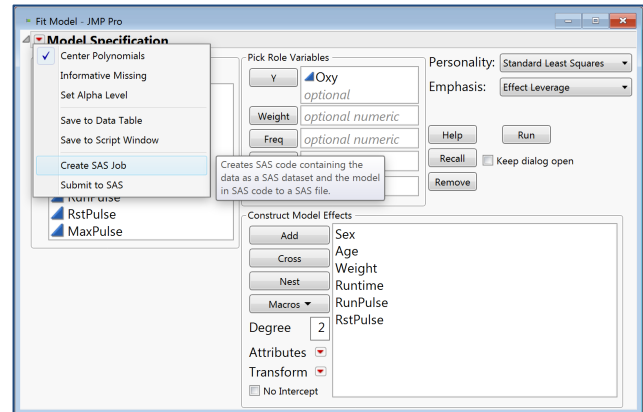 Fit Model - JMP Pro
Model Specification
Center Polynomials
Informative Missing
Set Alpha Level
Save to Data Table
Save to Script Window
Create SAS Job
Submit to SAS
Creates SAS code containing the
data as a SAS dataset and the model
in SAS code to a SAS file.
RunPulse
RstPulse
MaxPulse
Pick Role Variables
Y
Oxy
optional
Weight
optional numeric
Freq
optional numeric
Personality:
Standard Least Squares
Emphasis:
Effect Leverage
Help
Run
Recall
Keep dialog open
Remove
Construct Model Effects
Add
Cross
Nest
Macros
Degree
2
Attributes
Transform
No Intercept
Sex
Age
Weight
Runtime
RunPulse
RstPulse